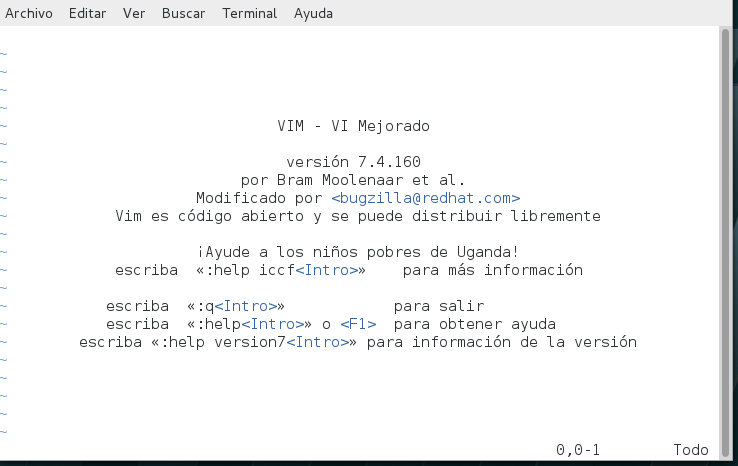 Archivo Editar Ver Buscar Terminal Ayuda
~
~
~
~
~ VIM - VI Mejorado
~
~ versión 7.4.160
~ por Bram Moolenaar et al.
~ Modificado por <bugzilla@redhat.com>
~ Vim es código abierto y se puede distribuir libremente
~
~ ¡Ayude a los niños pobres de Uganda!
~ escriba «:help iccf<Intro>» para más información
~
~ escriba «:q<Intro>» para salir
~ escriba «:help<Intro>» o <F1> para obtener ayuda
~ escriba «:help version7<Intro>» para información de la versión
~
~
~
~
~
0,0-1 Todo